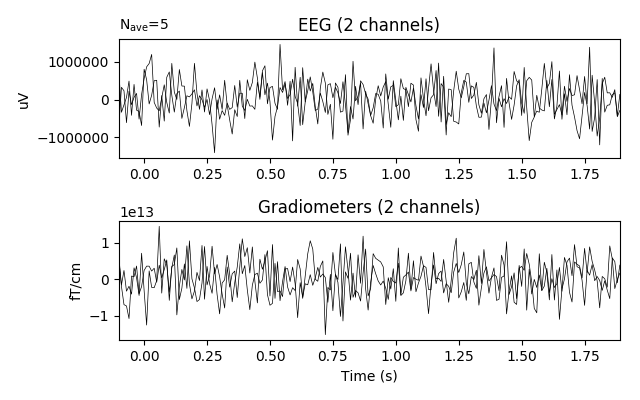 N_ave=5
EEG (2 channels)
1000000
0
−1000000
uV
0.00 0.25 0.50 0.75 1.00 1.25 1.50 1.75
1e13
Gradiometers (2 channels)
1
0
−1
fT/cm
0.00 0.25 0.50 0.75 1.00 1.25 1.50 1.75
Time (s)